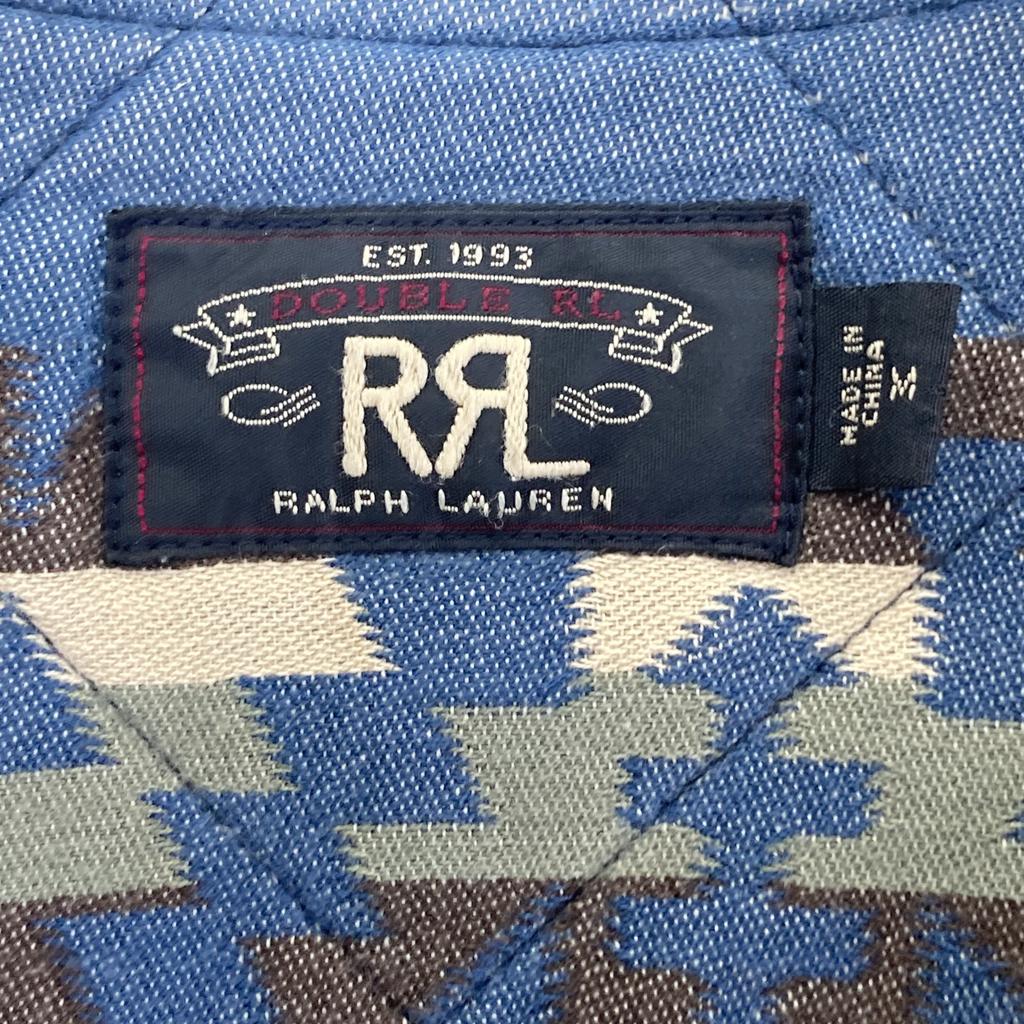 EST. 1993
DOUBLE RL
RRL
RALPH LAUREN
MADE IN
CHINA
M